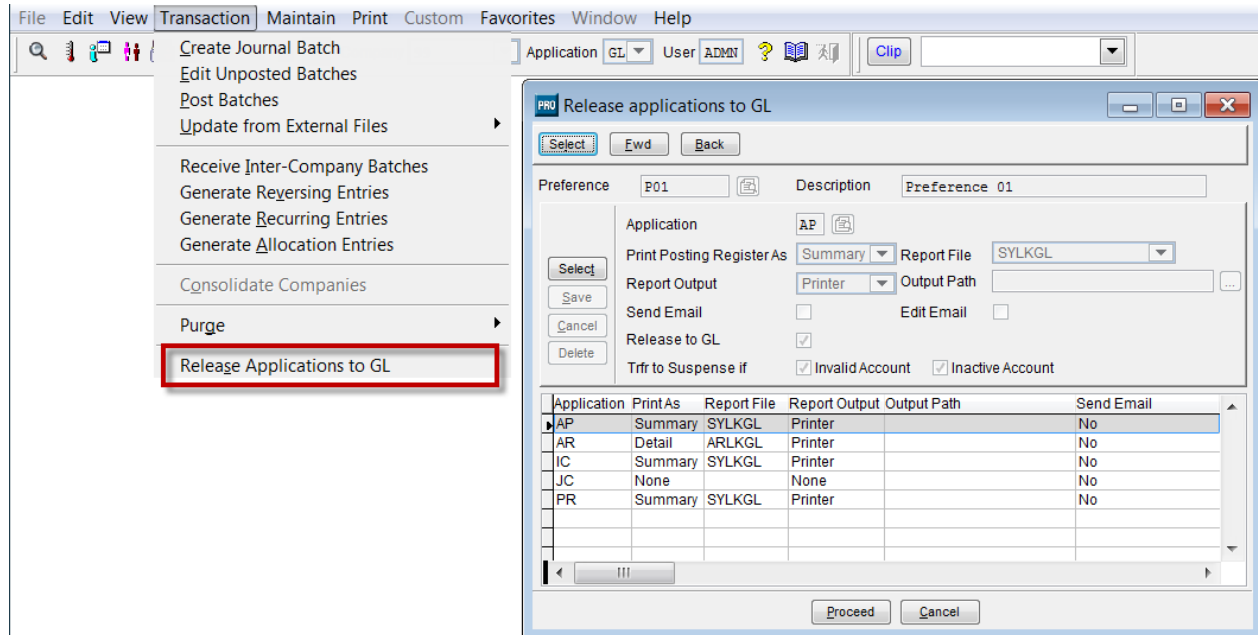 File Edit View Transaction Maintain Print Custom Favorites Window Help
Application GL User ADMN Clip
Create Journal Batch
Edit Unposted Batches
Post Batches
Update from External Files
Receive Inter-Company Batches
Generate Reversing Entries
Generate Recurring Entries
Generate Allocation Entries
Consolidate Companies
Purge
Release Applications to GL
PRO Release applications to GL
Select Fwd Back
Preference P01 Description Preference 01
Application AP
Print Posting Register As Summary Report File SYLKGL
Select
Report Output Printer Output Path ...
Save
Send Email Edit Email
Cancel
Release to GL
Delete
Trfr to Suspense if Invalid Account Inactive Account
Application Print As Report File Report Output Output Path Send Email
AP Summary SYLKGL Printer No
AR Detail ARLKGL Printer No
IC Summary SYLKGL Printer No
JC None None No
PR Summary SYLKGL Printer No
Proceed Cancel